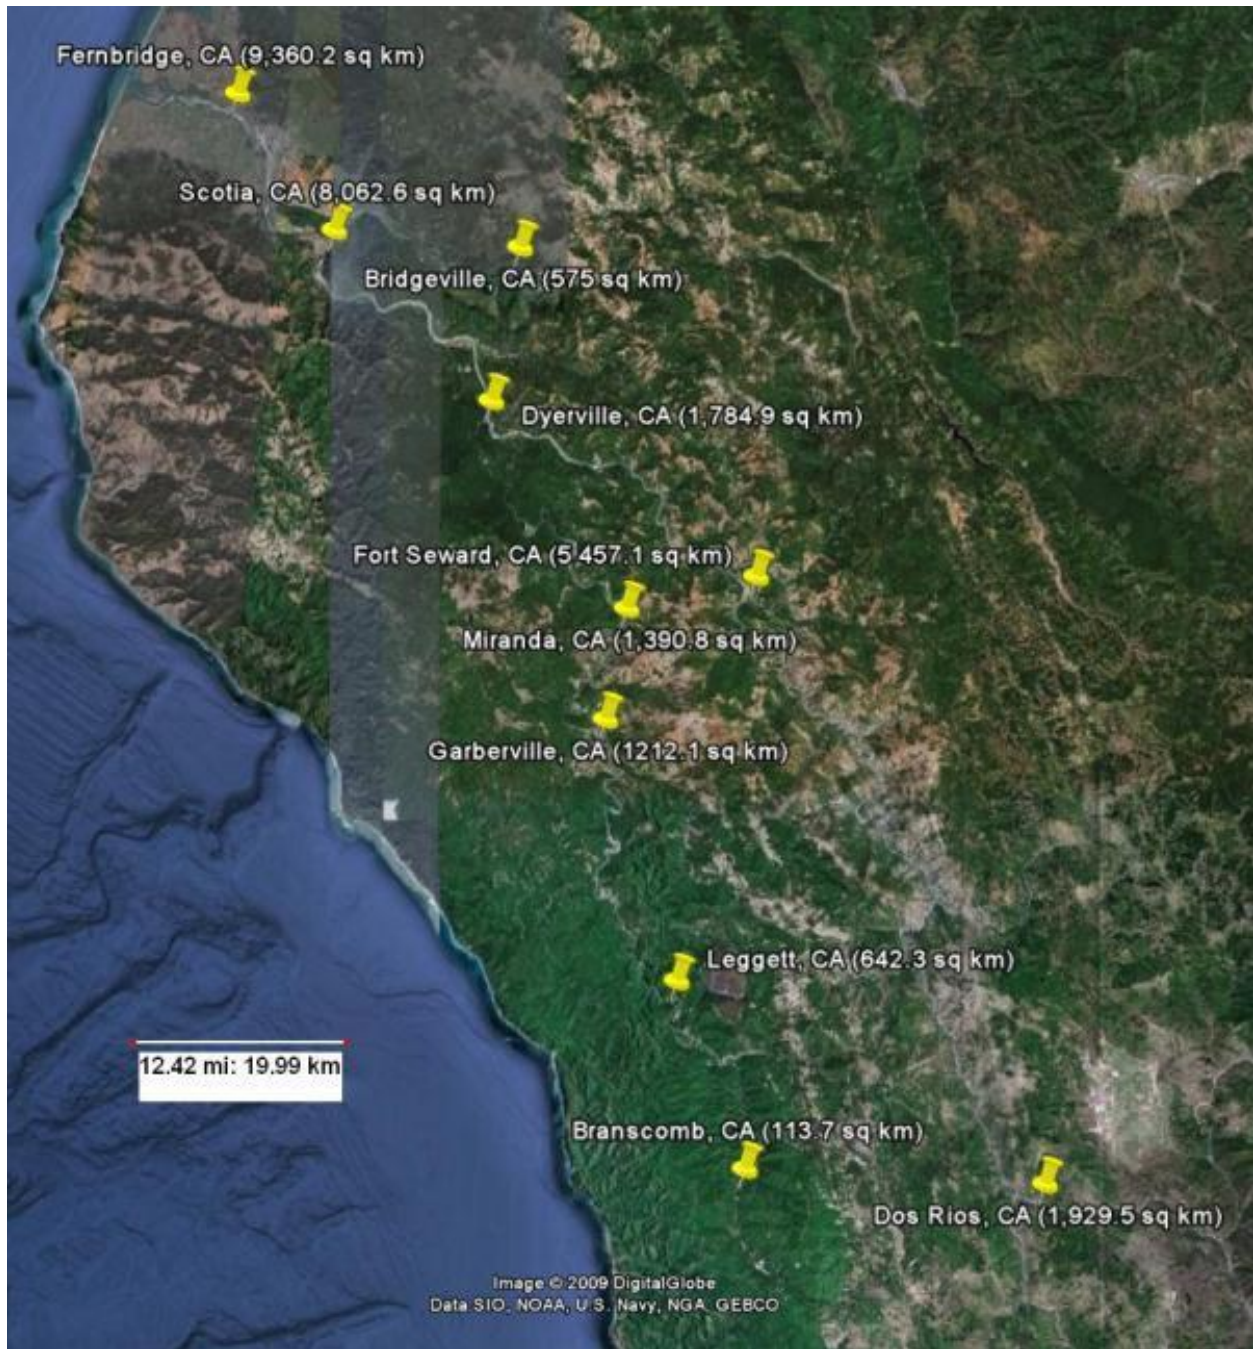 Fernbridge, CA (9,360.2 sq km)
Scotia, CA (8,062.6 sq km)
Bridgeville, CA (575 sq km)
Dyerville, CA (1,784.9 sq km)
Fort Seward, CA (5,457.1 sq km)
Miranda, CA (1,390.8 sq km)
Garberville, CA (1212.1 sq km)
Leggett, CA (642.3 sq km)
12.42 mi: 19.99 km
Branscomb, CA (113.7 sq km)
Dos Rios, CA (1,929.5 sq km)
Image © 2009 DigitalGlobe
Data SIO, NOAA, U.S. Navy, NGA, GEBCO